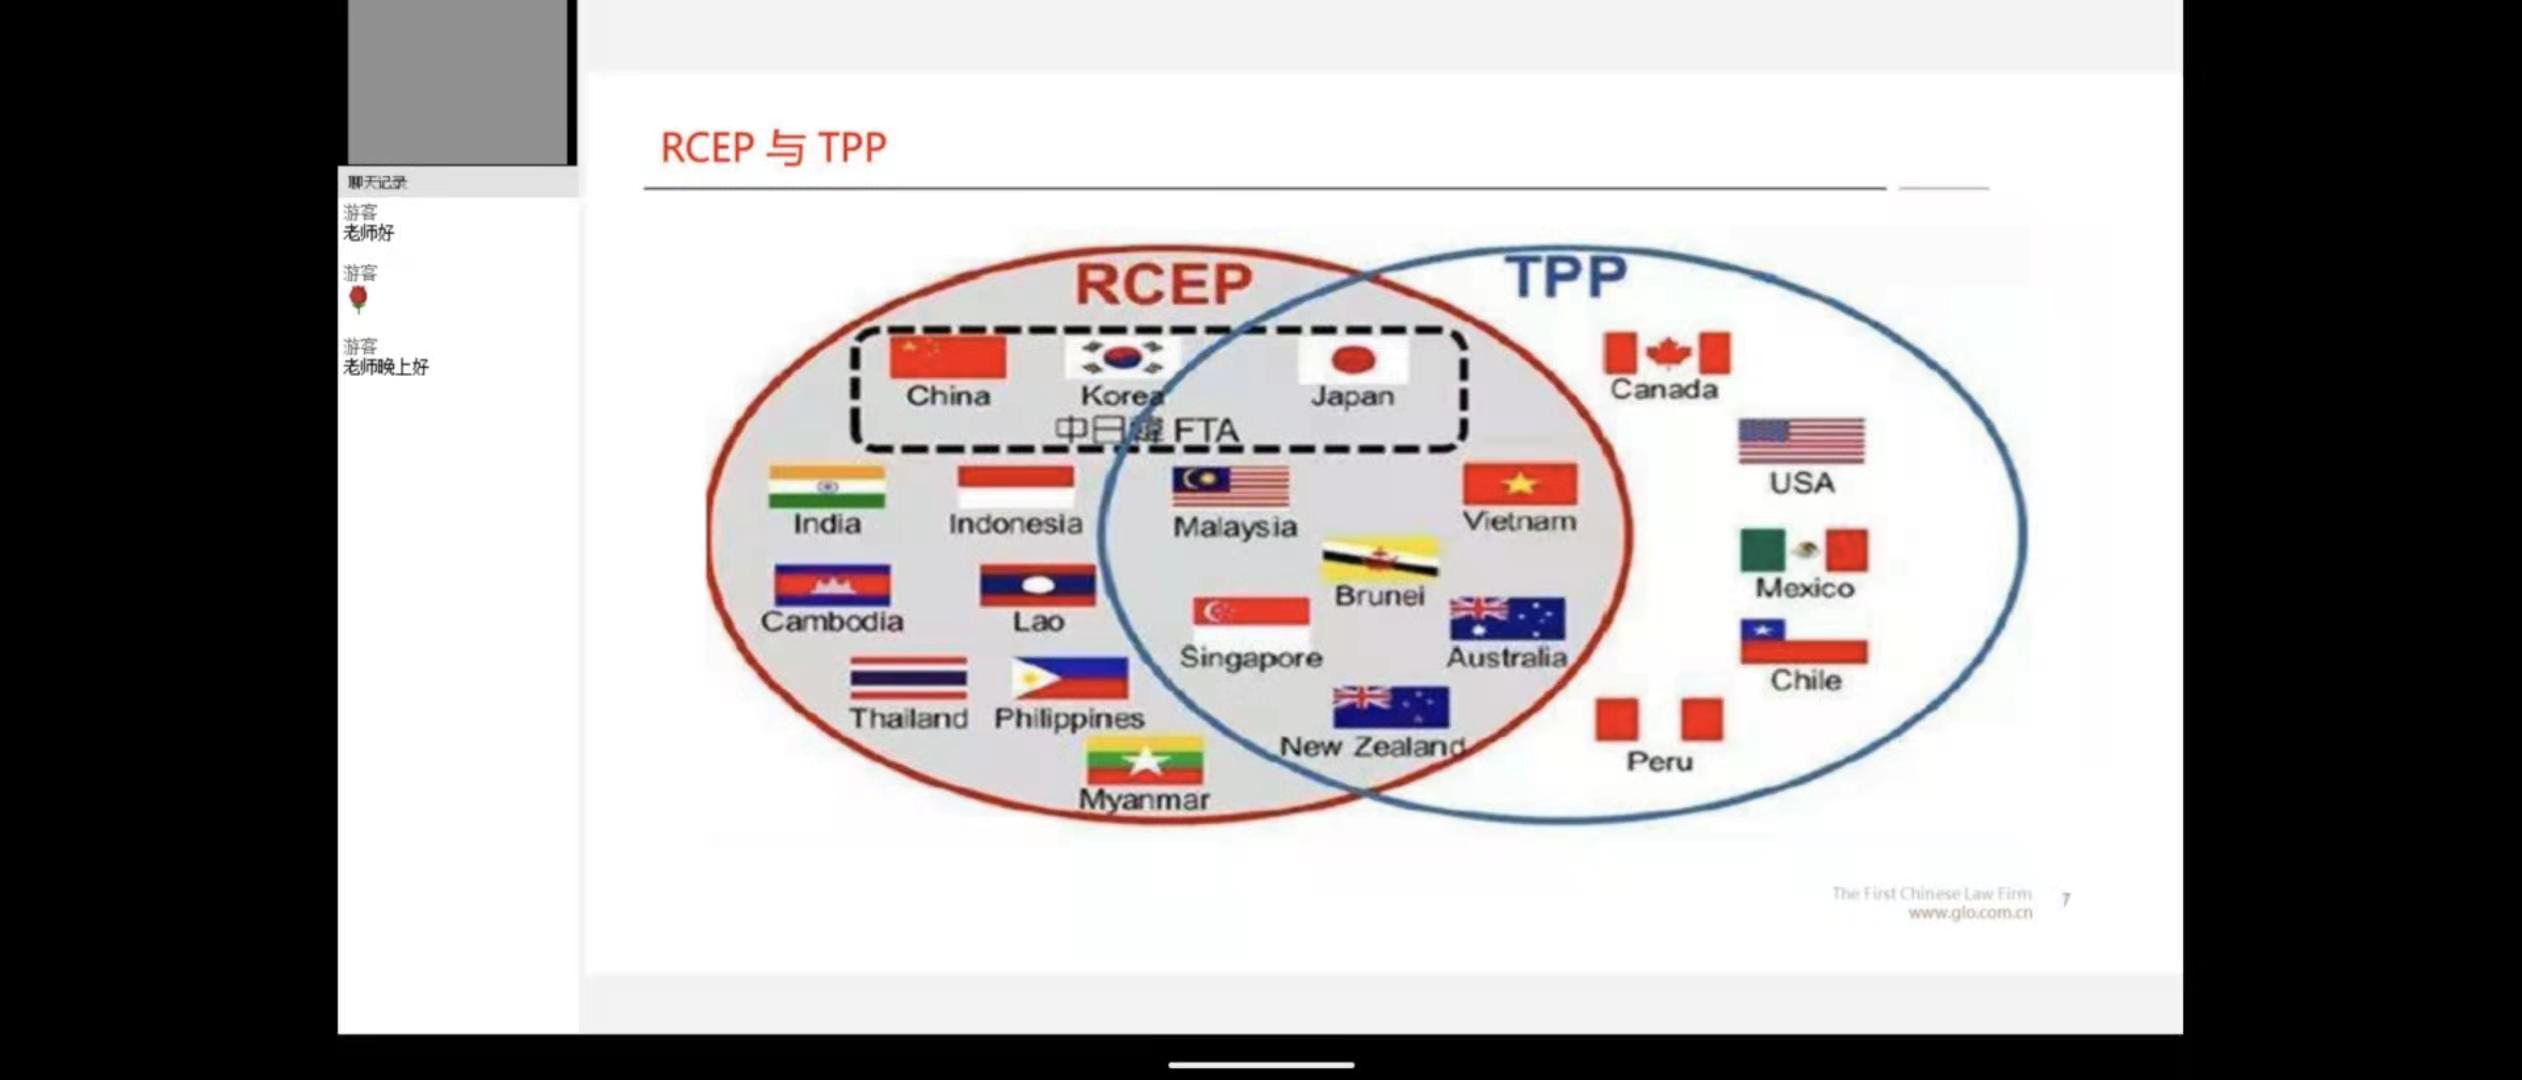 聊天记录
游客
老师好
游客
游客
老师晚上好
RCEP 与 TPP
RCEP
TPP
China
Korea
Japan
中日韓 FTA
Canada
USA
India
Indonesia
Malaysia
Vietnam
Mexico
Brunei
Cambodia
Lao
Singapore
Australia
Chile
Thailand
Philippines
New Zealand
Peru
Myanmar
The First Chinese Law Firm
7
www.glo.com.cn